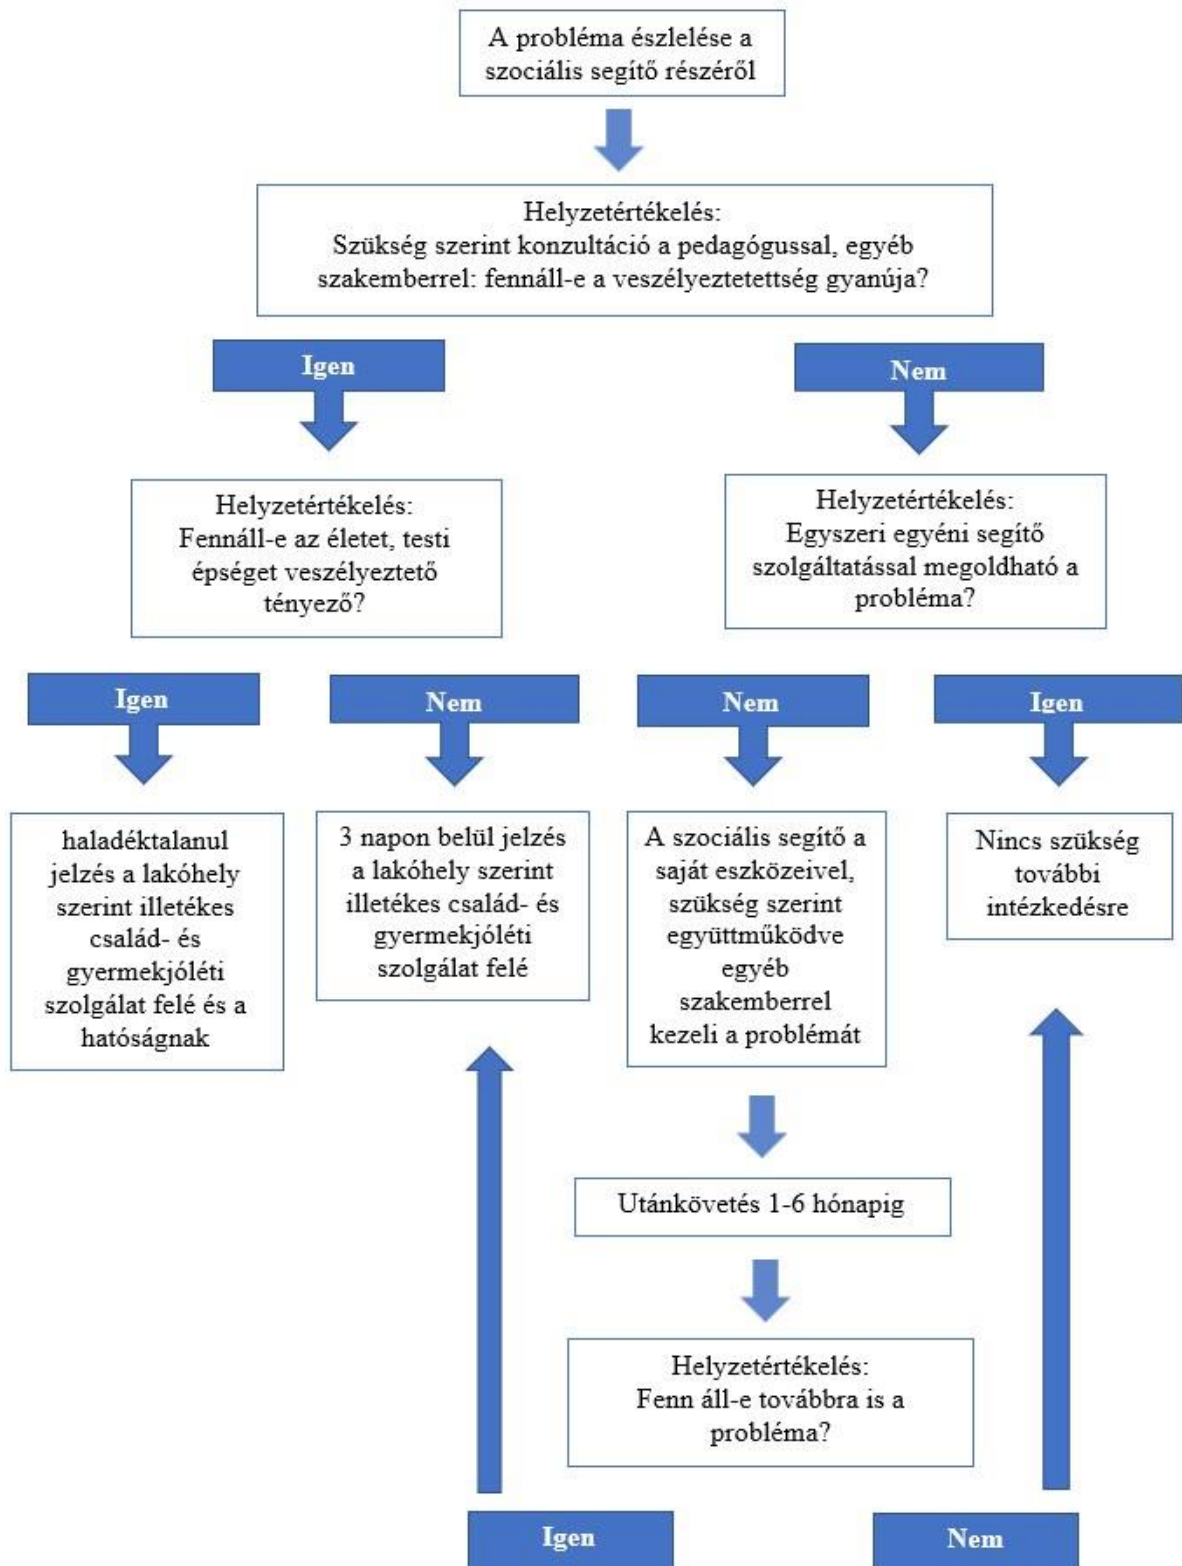 A probléma észlelése a
szociális segítő részéről
Helyzetértékelés:
Szükség szerint konzultáció a pedagógussal, egyéb
szakemberrel: fennáll-e a veszélyeztetettség gyanúja?
Igen
Nem
Helyzetértékelés:
Fennáll-e az életet, testi
épséget veszélyeztető
tényező?
Helyzetértékelés:
Egyszeri egyéni segítő
szolgáltatással megoldható a
probléma?
Igen
Nem
Nem
Igen
haladéktalanul
jelzés a lakóhely
szerint illetékes
család- és
gyermekjóléti
szolgálat felé és a
hatóságnak
3 napon belül jelzés
a lakóhely szerint
illetékes család- és
gyermekjóléti
szolgálat felé
A szociális segítő a
saját eszközeivel,
szükség szerint
együttműködve
egyéb
szakemberrel
kezeli a problémát
Nincs szükség
további
intézkedésre
Utánkövetés 1-6 hónapig
Helyzetértékelés:
Fenn áll-e továbbra is a
probléma?
Igen
Nem